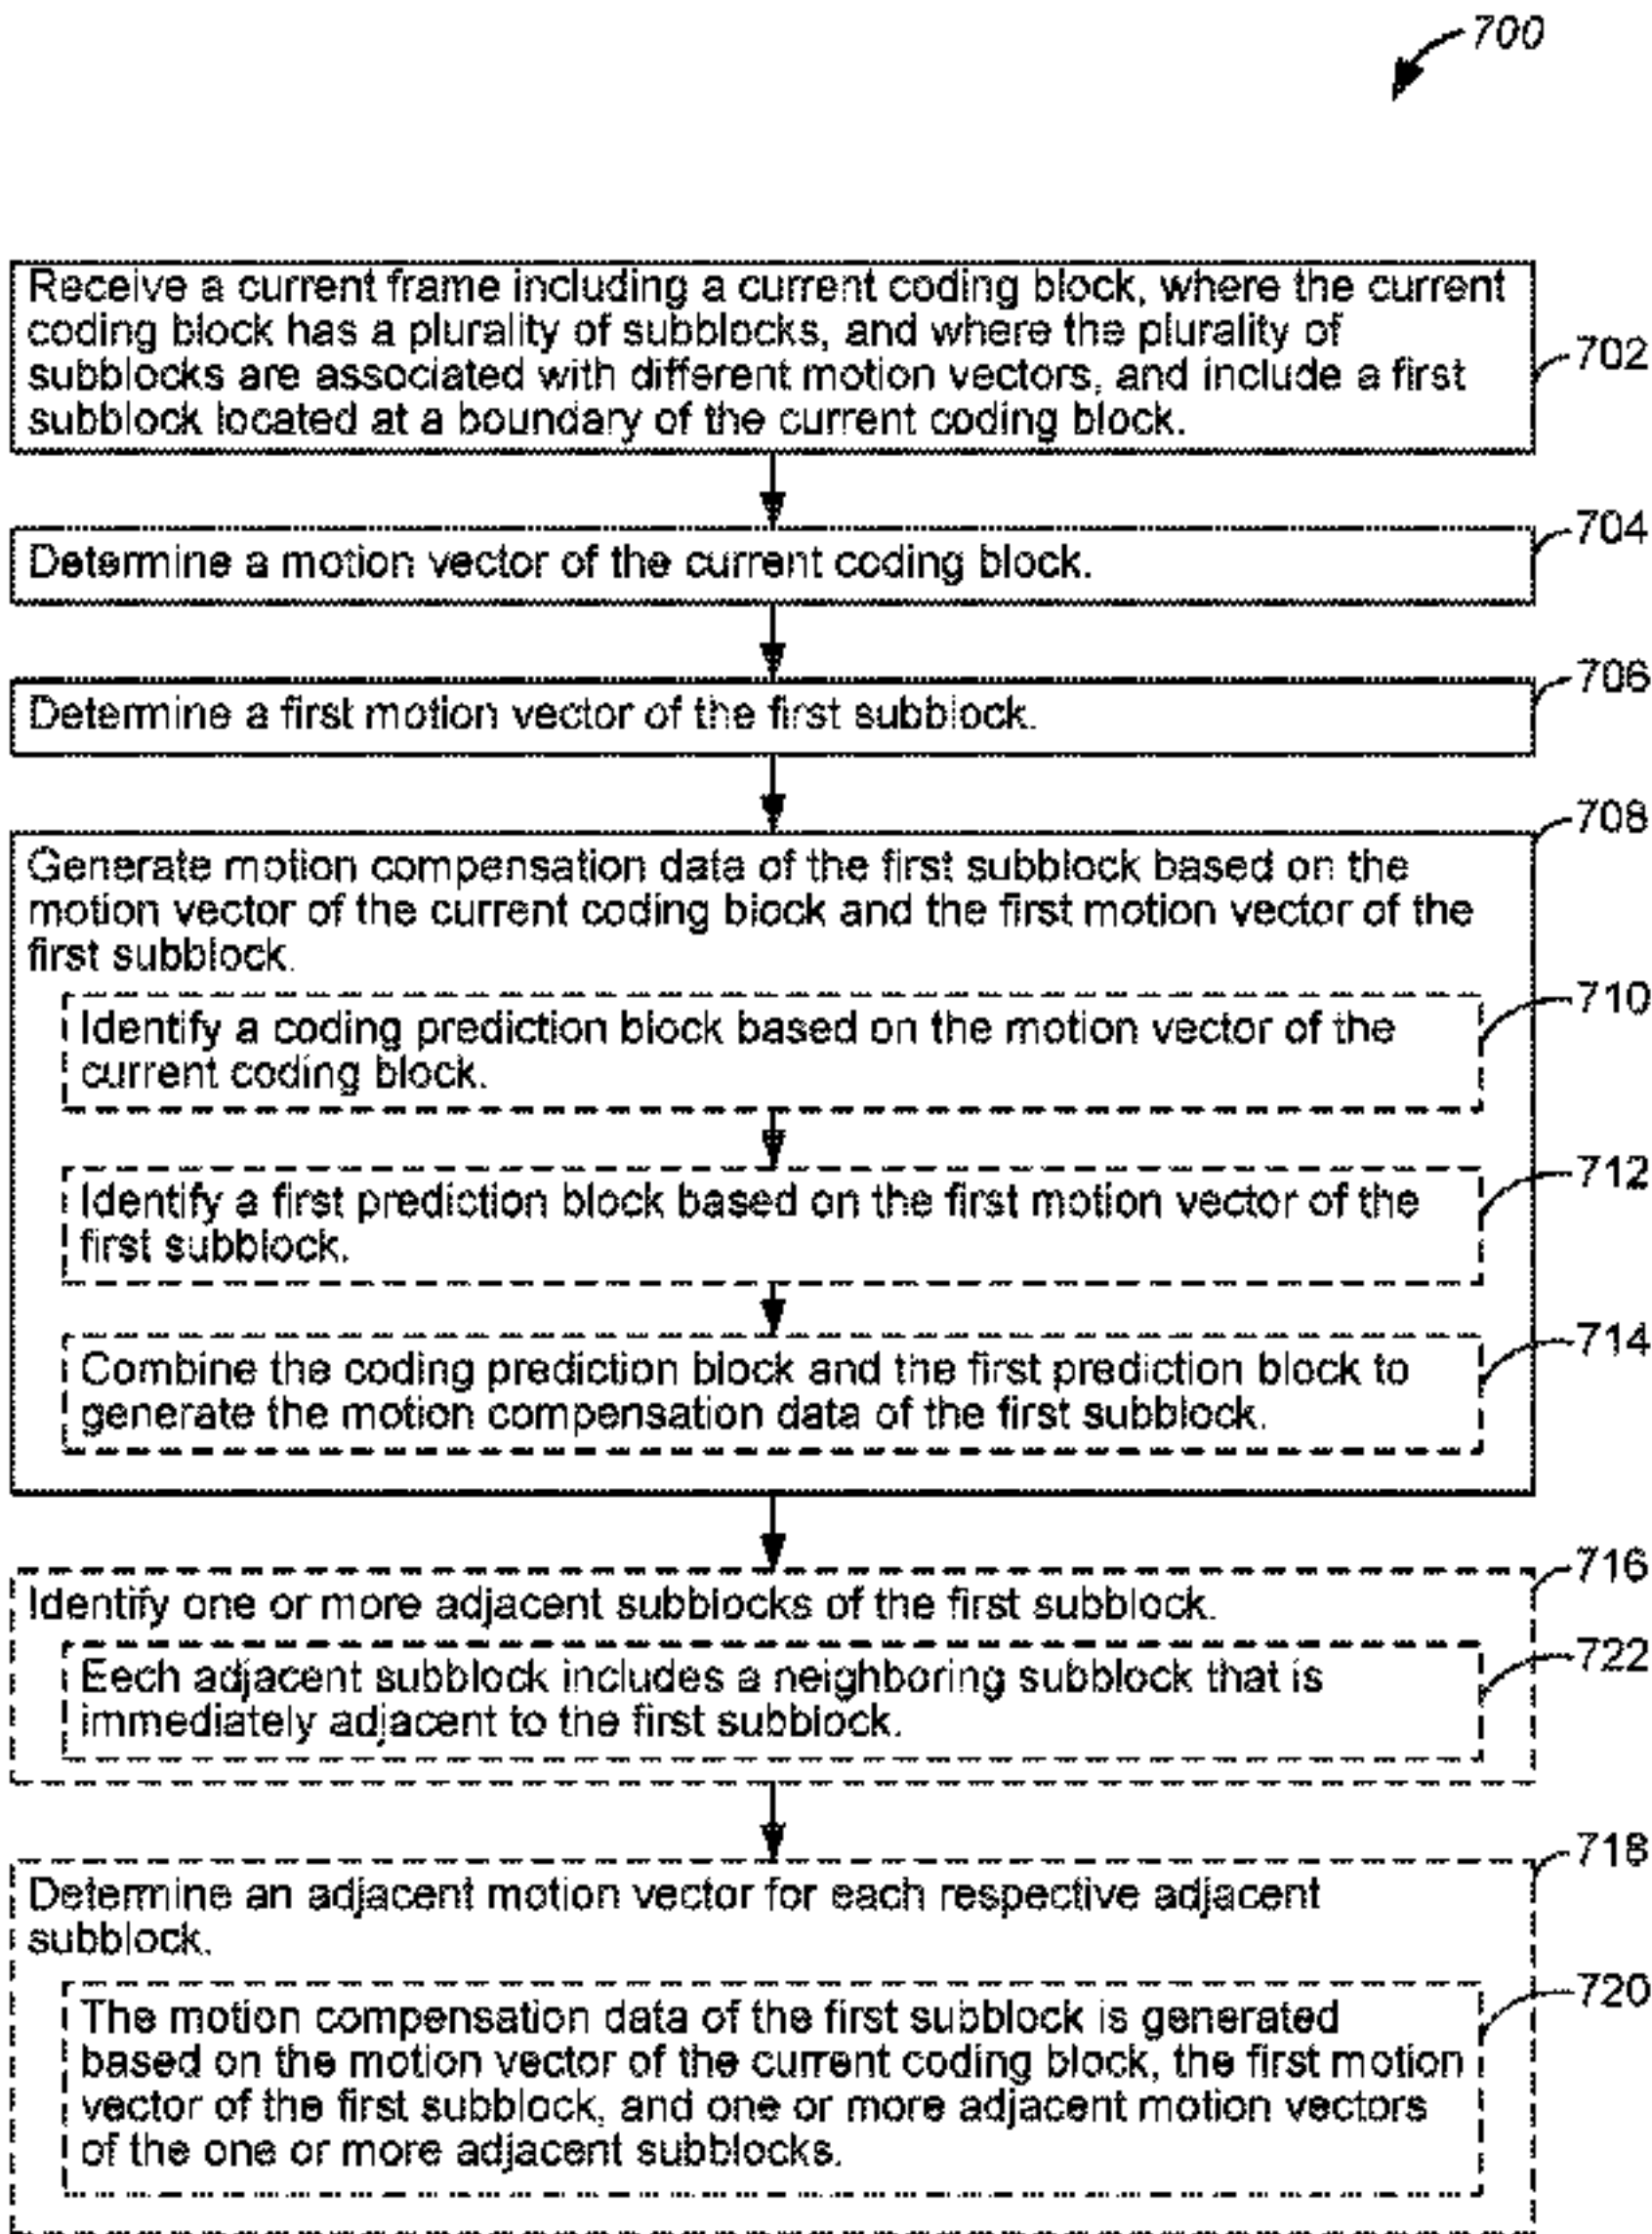 700
Receive a current frame including a current coding block, where the current
coding block has a plurality of subblocks, and where the plurality of
subblocks are associated with different motion vectors, and include a first
subblock located at a boundary of the current coding block.
702
Determine a motion vector of the current coding block.
704
Determine a first motion vector of the first subblock.
706
Generate motion compensation data of the first subblock based on the
motion vector of the current coding block and the first motion vector of the
first subblock.
708
Identify a coding prediction block based on the motion vector of the
current coding block.
710
Identify a first prediction block based on the first motion vector of the
first subblock.
712
Combine the coding prediction block and the first prediction block to
generate the motion compensation data of the first subblock.
714
Identify one or more adjacent subblocks of the first subblock.
716
Each adjacent subblock includes a neighboring subblock that is
immediately adjacent to the first subblock.
722
Determine an adjacent motion vector for each respective adjacent
subblock.
718
The motion compensation data of the first subblock is generated
based on the motion vector of the current coding block, the first motion
vector of the first subblock, and one or more adjacent motion vectors
of the one or more adjacent subblocks.
720